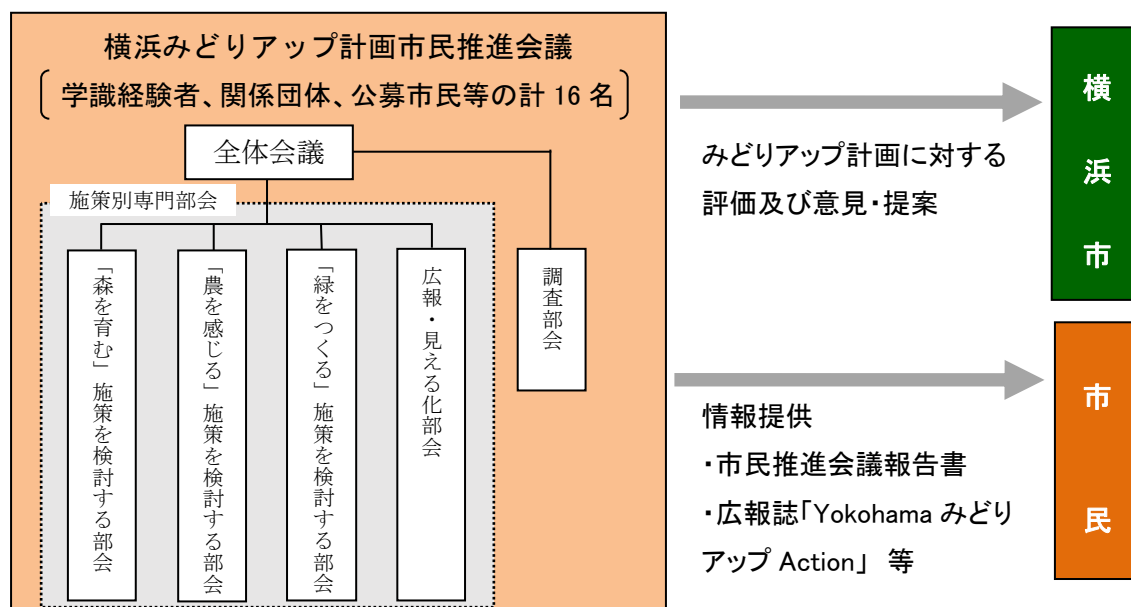 横浜みどりアップ計画市民推進会議
学識経験者、関係団体、公募市民等の計 16 名
全体会議
施策別専門部会
「森を育む」施策を検討する部会
「農を感じる」施策を検討する部会
「緑をつくる」施策を検討する部会
広報・見える化部会
調査部会
みどりアップ計画に対する
評価及び意見・提案
横浜市
情報提供
・市民推進会議報告書
・広報誌「Yokohama みどり
アップ Action」 等
市民